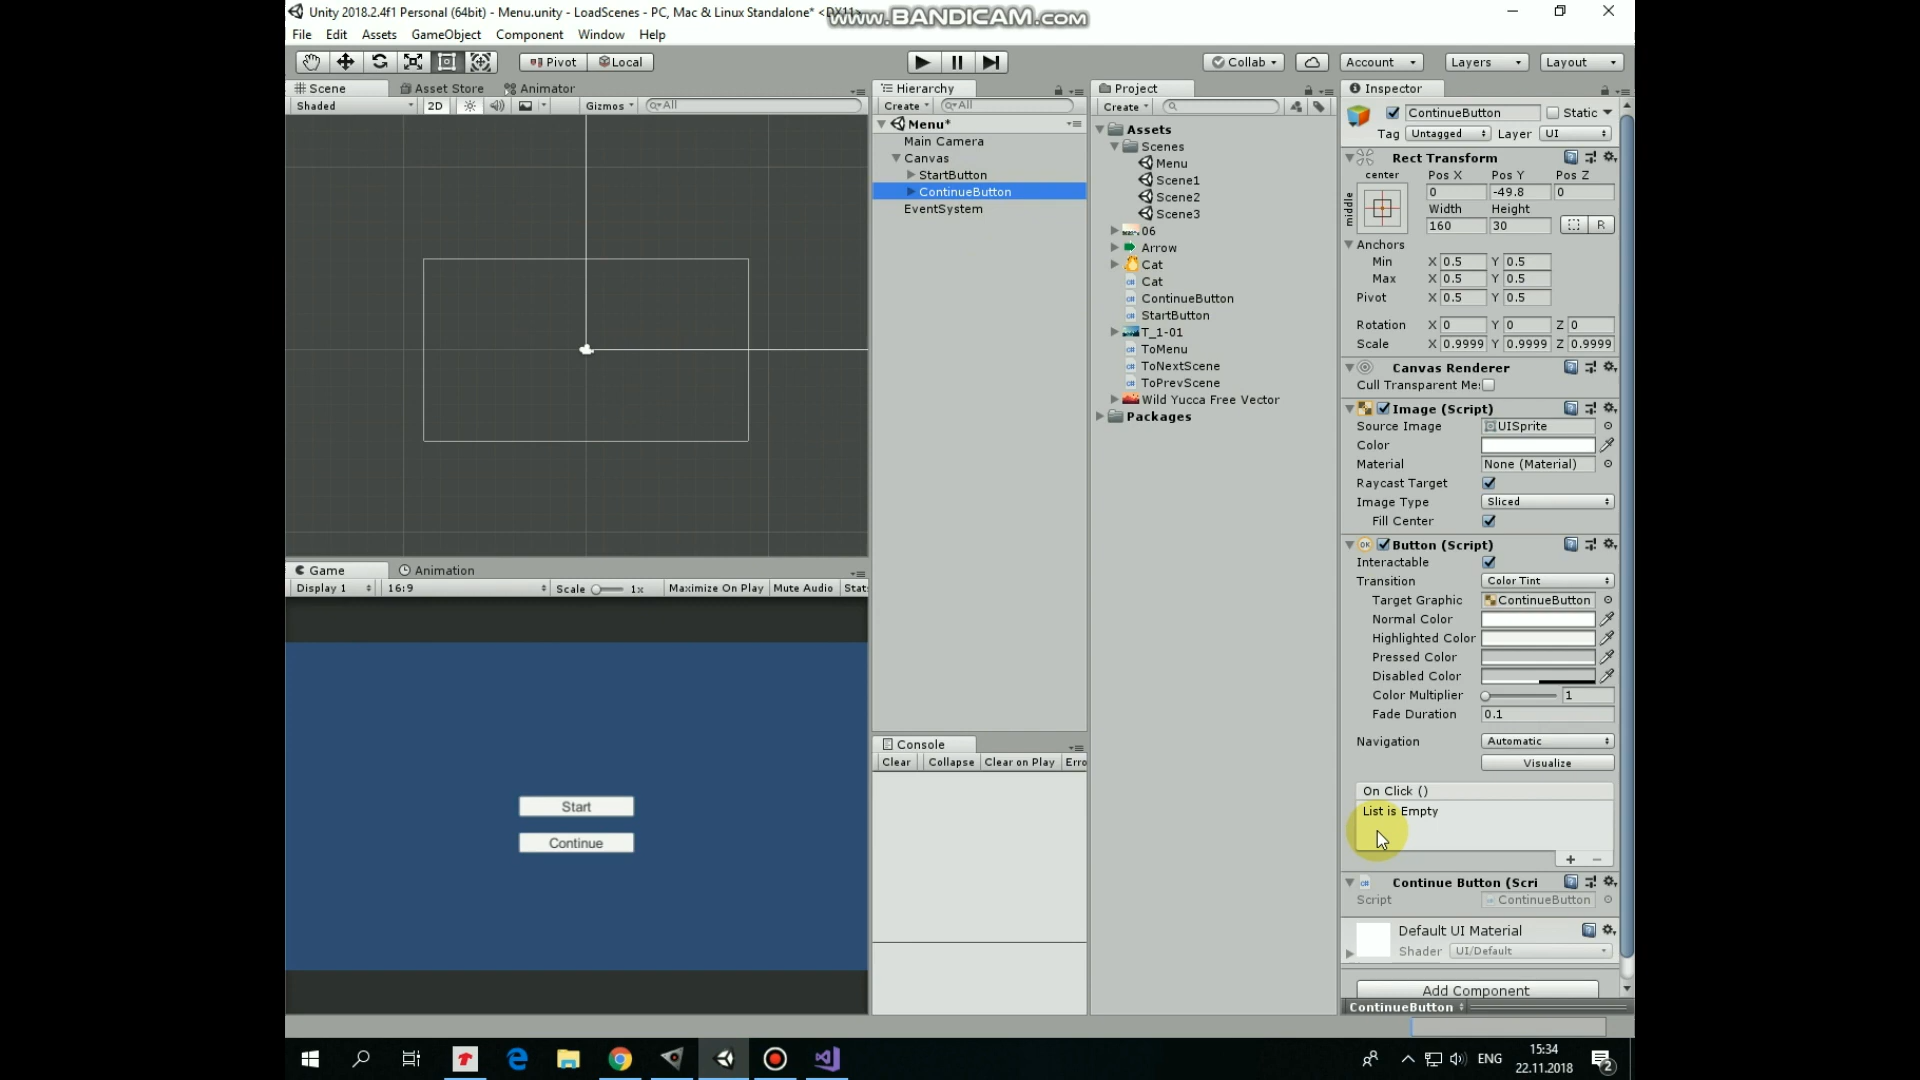 Unity 2018.2.4f1 Personal (64bit) - Menu.unity - LoadScenes - PC, Mac & Linux Standalone* <DX11>
www.BANDICAM.com
File Edit Assets GameObject Component Window Help
Pivot Local
Collab Account Layers Layout
Scene Asset Store Animator
Shaded 2D Gizmos All
Hierarchy
Create All
Menu*
Main Camera
Canvas
StartButton
ContinueButton
EventSystem
Project
Create
Assets
Scenes
Menu
Scene1
Scene2
Scene3
06
Arrow
Cat
Cat
ContinueButton
StartButton
T_1-01
ToMenu
ToNextScene
ToPrevScene
Wild Yucca Free Vector
Packages
Inspector
ContinueButton Static
Tag Untagged Layer UI
Rect Transform
center Pos X Pos Y Pos Z
middle 0 -49.8 0
Width Height
160 30 R
Anchors
Min X 0.5 Y 0.5
Max X 0.5 Y 0.5
Pivot X 0.5 Y 0.5
Rotation X 0 Y 0 Z 0
Scale X 0.9999 Y 0.9999 Z 0.9999
Canvas Renderer
Cull Transparent Me
Image (Script)
Source Image UISprite
Color
Material None (Material)
Raycast Target
Image Type Sliced
Fill Center
OK Button (Script)
Interactable
Transition Color Tint
Target Graphic ContinueButton
Normal Color
Highlighted Color
Pressed Color
Disabled Color
Color Multiplier 1
Fade Duration 0.1
Navigation Automatic
Visualize
On Click ()
List is Empty
Continue Button (Scri
Script ContinueButton
Default UI Material
Shader UI/Default
Add Component
ContinueButton
Game Animation
Display 1 16:9 Scale 1x Maximize On Play Mute Audio Stat
Start
Continue
Console
Clear Collapse Clear on Play Erro
ENG
15:34
22.11.2018
2